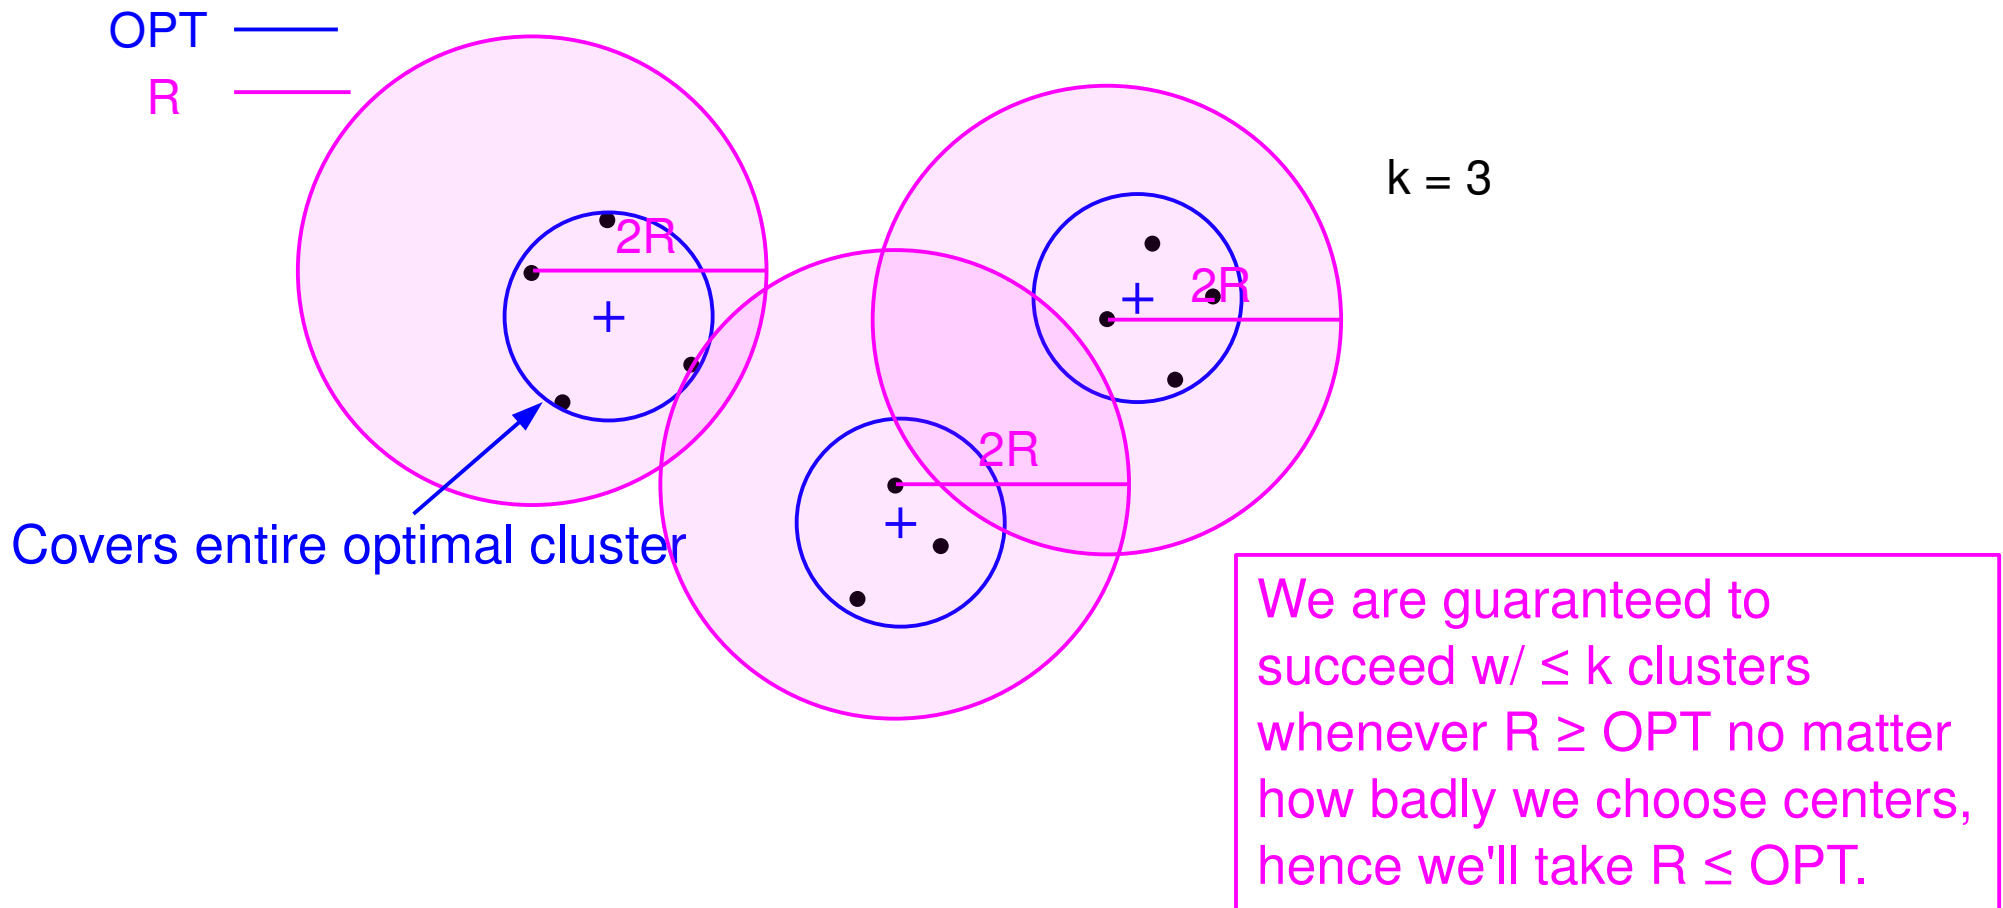 OPT
R
k = 3
2R
2R
2R
Covers entire optimal cluster
We are guaranteed to
succeed w/ ≤ k clusters
whenever R ≥ OPT no matter
how badly we choose centers,
hence we'll take R ≤ OPT.